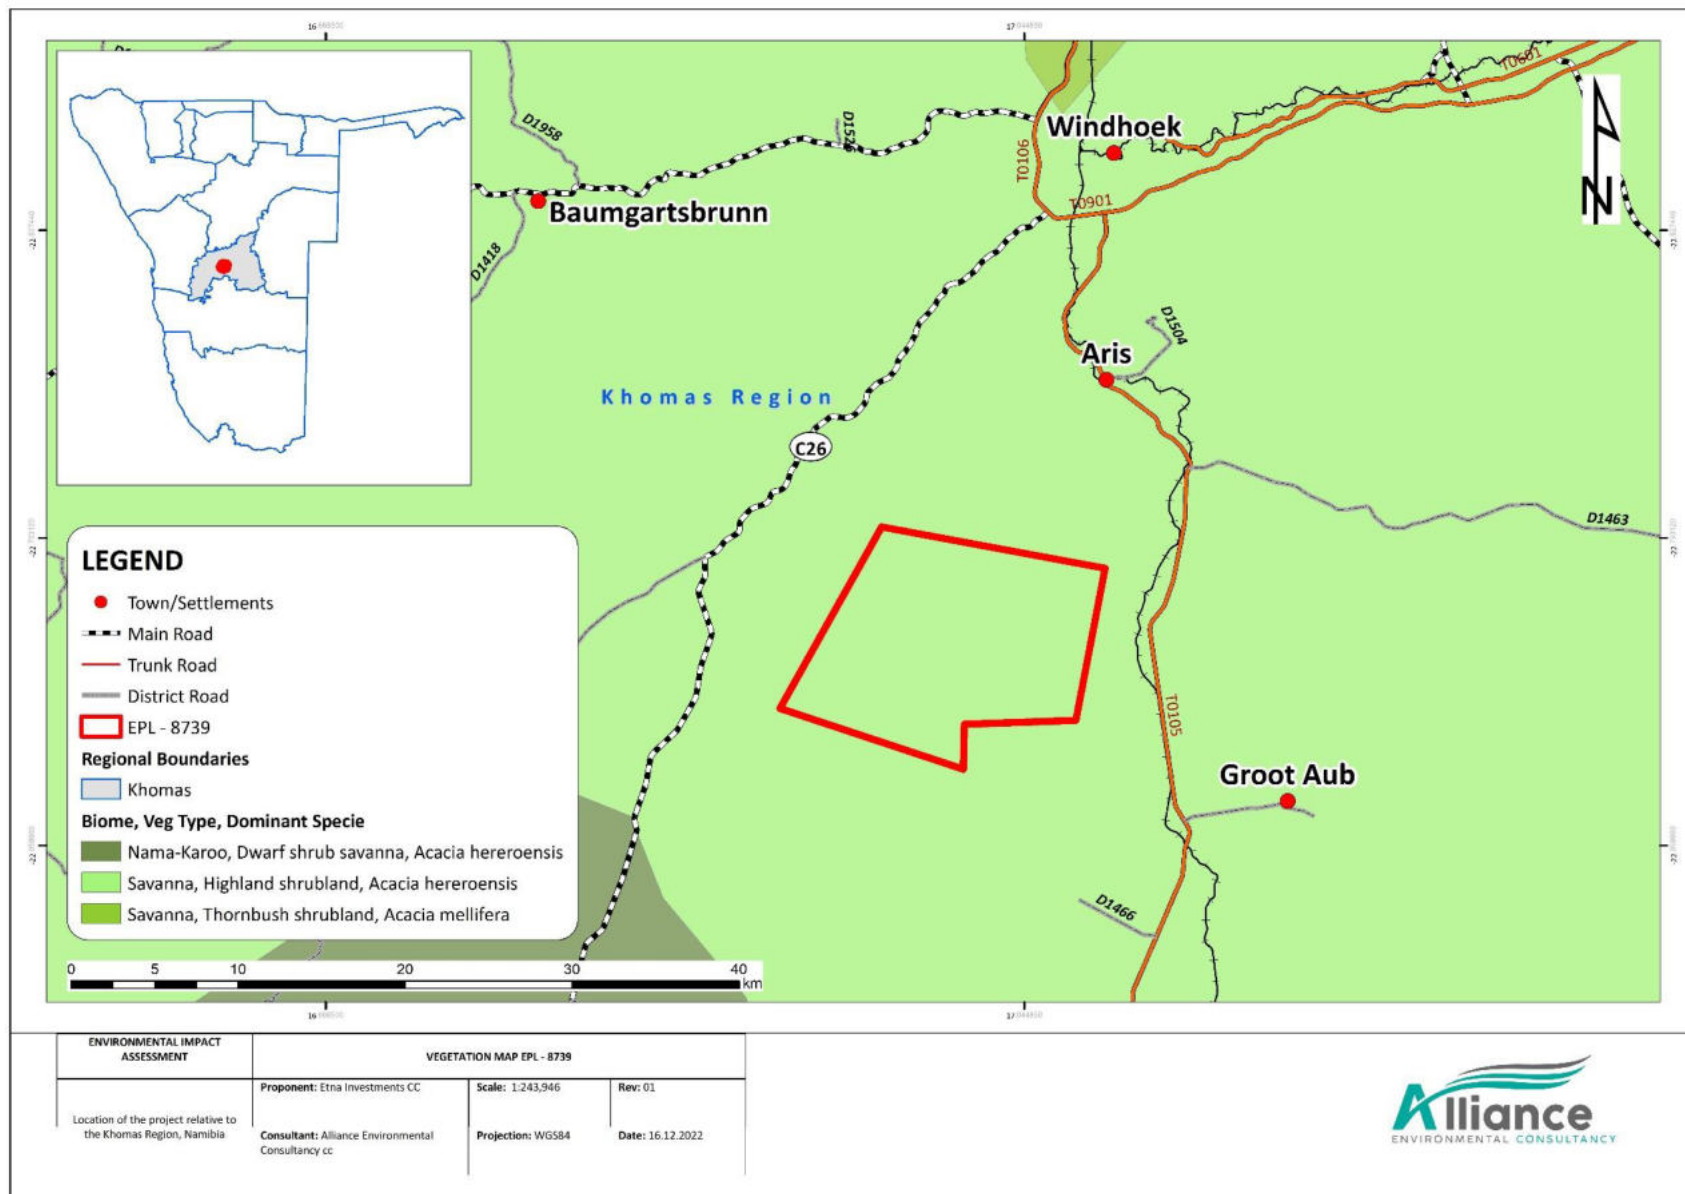 Windhoek
Baumgartsbrunn
Aris
Groot Aub
Khomas Region
C26
D1958
D1418
D1504
D1463
D1466
T0106
T0901
T0601
T0105
LEGEND
Town/Settlements
Main Road
Trunk Road
District Road
EPL - 8739
Regional Boundaries
Khomas
Biome, Veg Type, Dominant Specie
Nama-Karoo, Dwarf shrub savanna, Acacia hereroensis
Savanna, Highland shrubland, Acacia hereroensis
Savanna, Thornbush shrubland, Acacia mellifera
0 5 10 20 30 40
km
N
ENVIRONMENTAL IMPACT
ASSESSMENT
VEGETATION MAP EPL - 8739
Location of the project relative to
the Khomas Region, Namibia
Proponent: Etna Investments CC
Scale: 1:243,946
Rev: 01
Consultant: Alliance Environmental
Consultancy cc
Projection: WGS84
Date: 16.12.2022
Alliance
ENVIRONMENTAL CONSULTANCY